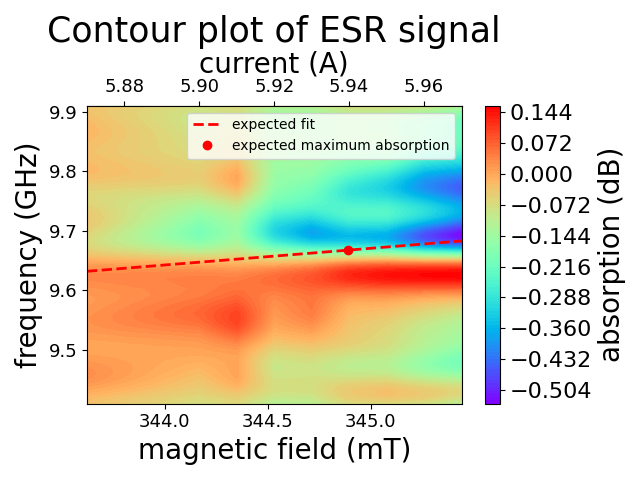 Contour plot of ESR signal
current (A)
5.88 5.90 5.92 5.94 5.96
expected fit
expected maximum absorption
9.9
9.8
9.7
9.6
9.5
frequency (GHz)
344.0 344.5 345.0
magnetic field (mT)
0.144
0.072
0.000
−0.072
−0.144
−0.216
−0.288
−0.360
−0.432
−0.504
absorption (dB)